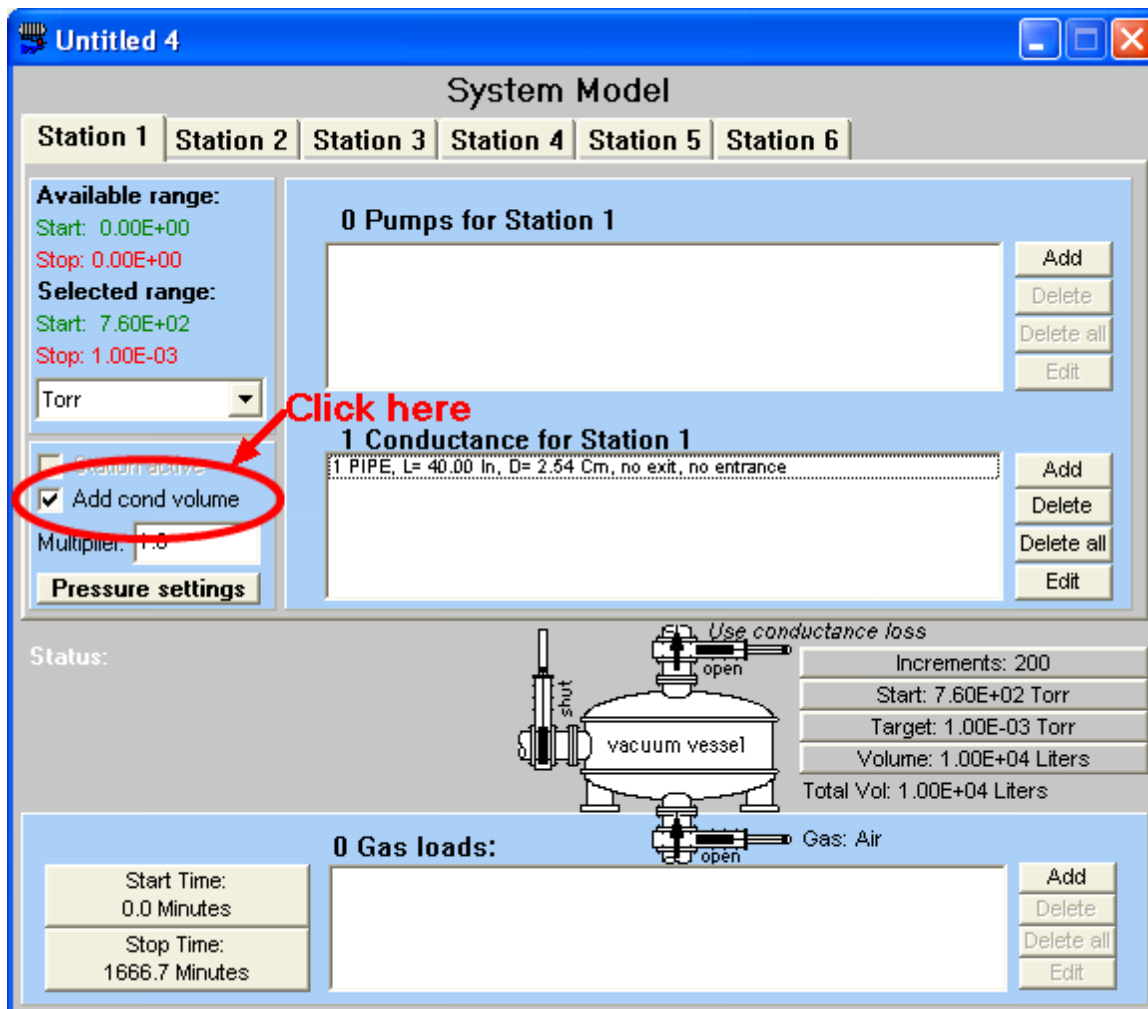 Untitled 4
System Model
Station 1 Station 2 Station 3 Station 4 Station 5 Station 6
Available range:
Start: 0.00E+00
Stop: 0.00E+00
Selected range:
Start: 7.60E+02
Stop: 1.00E-03
Torr
0 Pumps for Station 1
Add
Delete
Delete all
Edit
Click here
Station active
Add cond volume
Multiplier: 1.0
Pressure settings
1 Conductance for Station 1
1 PIPE, L= 40.00 In, D= 2.54 Cm, no exit, no entrance
Add
Delete
Delete all
Edit
Status:
Use conductance loss
open
shut
vacuum vessel
Increments: 200
Start: 7.60E+02 Torr
Target: 1.00E-03 Torr
Volume: 1.00E+04 Liters
Total Vol: 1.00E+04 Liters
Gas: Air
open
0 Gas loads:
Start Time:
0.0 Minutes
Stop Time:
1666.7 Minutes
Add
Delete
Delete all
Edit